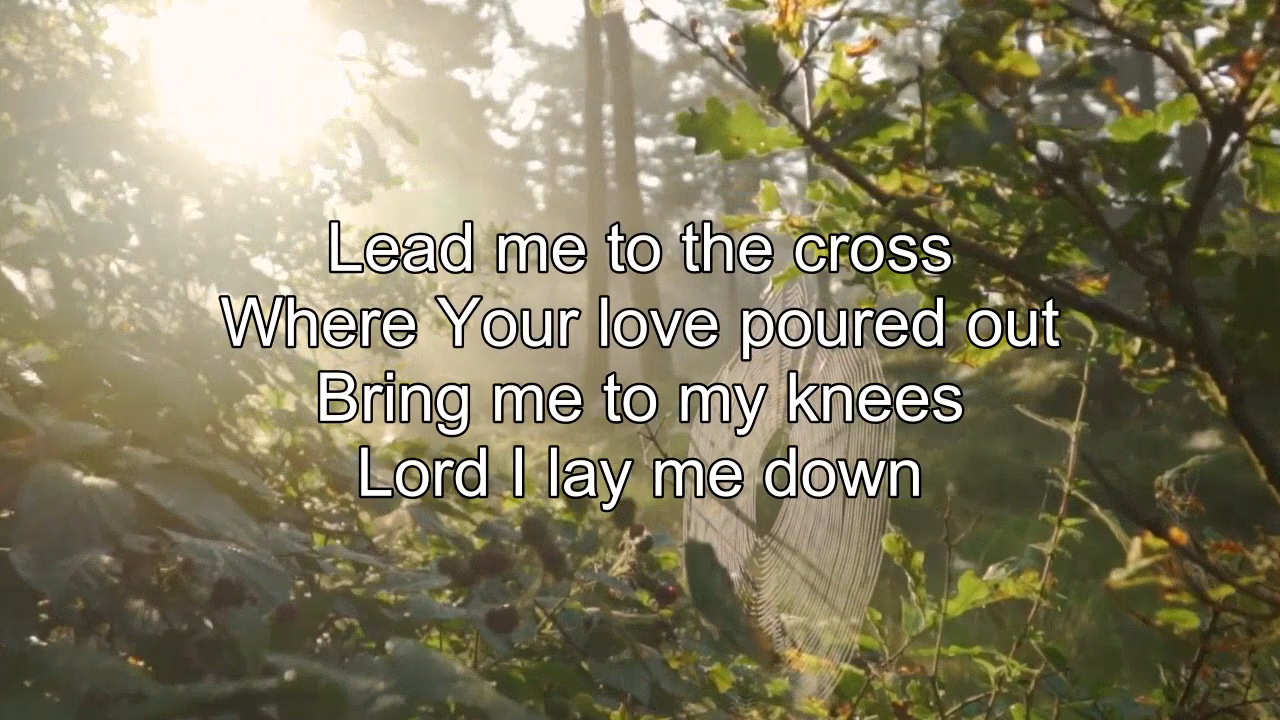 Lead me to the cross
Where Your love poured out
Bring me to my knees
Lord I lay me down